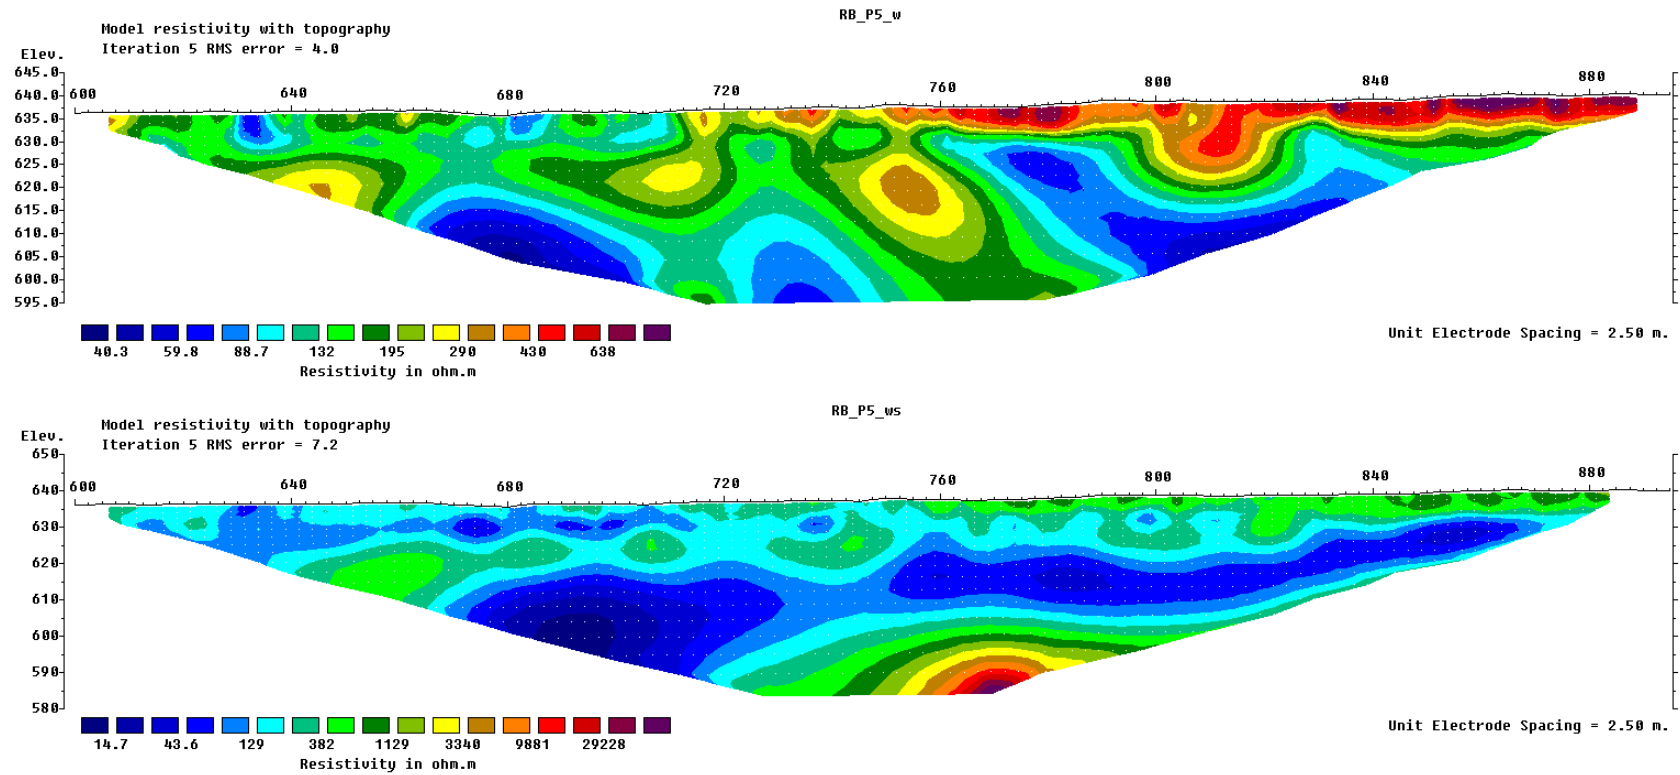 RB_P5_w
Model resistivity with topography
Iteration 5 RMS error = 4.0
Elev.
645.0
640.0
635.0
630.0
625.0
620.0
615.0
610.0
605.0
600.0
595.0
600 640 680 720 760 800 840 880
40.3 59.8 88.7 132 195 290 430 638
Resistivity in ohm.m
Unit Electrode Spacing = 2.50 m.
RB_P5_ws
Model resistivity with topography
Iteration 5 RMS error = 7.2
Elev.
650
640
630
620
610
600
590
580
600 640 680 720 760 800 840 880
14.7 43.6 129 382 1129 3340 9881 29228
Resistivity in ohm.m
Unit Electrode Spacing = 2.50 m.